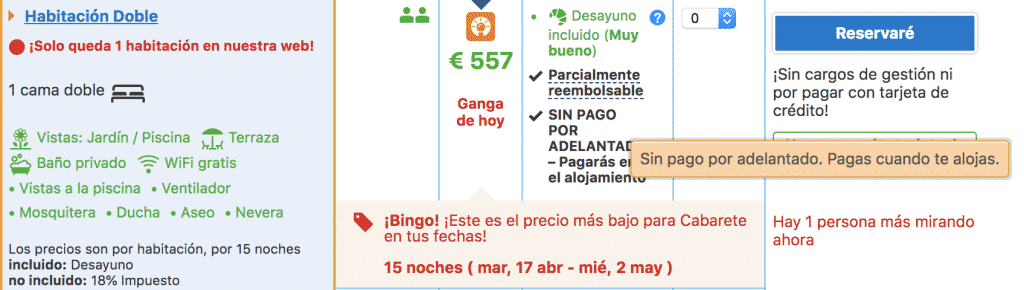 Habitación Doble
¡Solo queda 1 habitación en nuestra web!
1 cama doble
Vistas: Jardín / Piscina Terraza
Baño privado WiFi gratis
• Vistas a la piscina • Ventilador
• Mosquitera • Ducha • Aseo • Nevera
Los precios son por habitación, por 15 noches
incluido: Desayuno
no incluido: 18% Impuesto
€ 557
Ganga
de hoy
• Desayuno ?
incluido (Muy
bueno)
Parcialmente
reembolsable
SIN PAGO
POR
ADELANTADO
– Pagarás en
el alojamiento
0
Reservaré
¡Sin cargos de gestión ni
por pagar con tarjeta de
crédito!
Sin pago por adelantado. Pagas cuando te alojas.
Hay 1 persona más mirando
ahora
¡Bingo! ¡Este es el precio más bajo para Cabarete
en tus fechas!
15 noches ( mar, 17 abr - mié, 2 may )